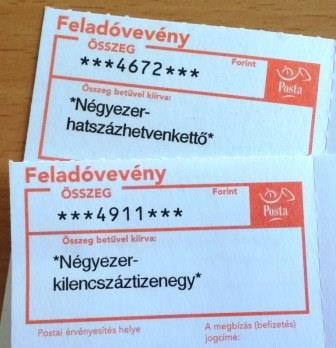 Feladóvevény
ÖSSZEG
Forint
***4672***
Posta
Összeg betűvel kiírva:
*Négyezer-
hatszázhetvenkettő*
Feladóvevény
ÖSSZEG
Forint
***4911***
Posta
Összeg betűvel kiírva:
*Négyezer-
kilencszáztizenegy*
Postai érvényesítés helye
A megbízás (befizetés)
jogcíme: